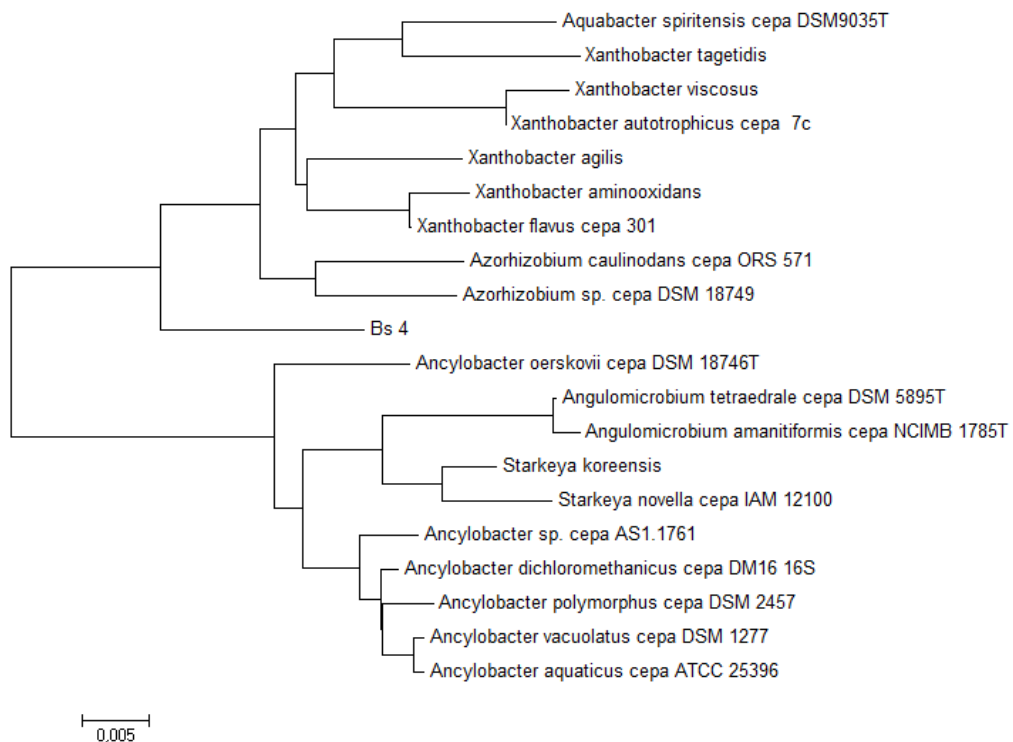 Aquabacter spiritensis cepa DSM9035T
Xanthobacter tagetidis
Xanthobacter viscosus
Xanthobacter autotrophicus cepa 7c
Xanthobacter agilis
Xanthobacter aminooxidans
Xanthobacter flavus cepa 301
Azorhizobium caulinodans cepa ORS 571
Azorhizobium sp. cepa DSM 18749
Bs 4
Ancylobacter oerskovii cepa DSM 18746T
Angulomicrobium tetraedrale cepa DSM 5895T
Angulomicrobium amanitiformis cepa NCIMB 1785T
Starkeya koreensis
Starkeya novella cepa IAM 12100
Ancylobacter sp. cepa AS1.1761
Ancylobacter dichloromethanicus cepa DM16 16S
Ancylobacter polymorphus cepa DSM 2457
Ancylobacter vacuolatus cepa DSM 1277
Ancylobacter aquaticus cepa ATCC 25396
0.005